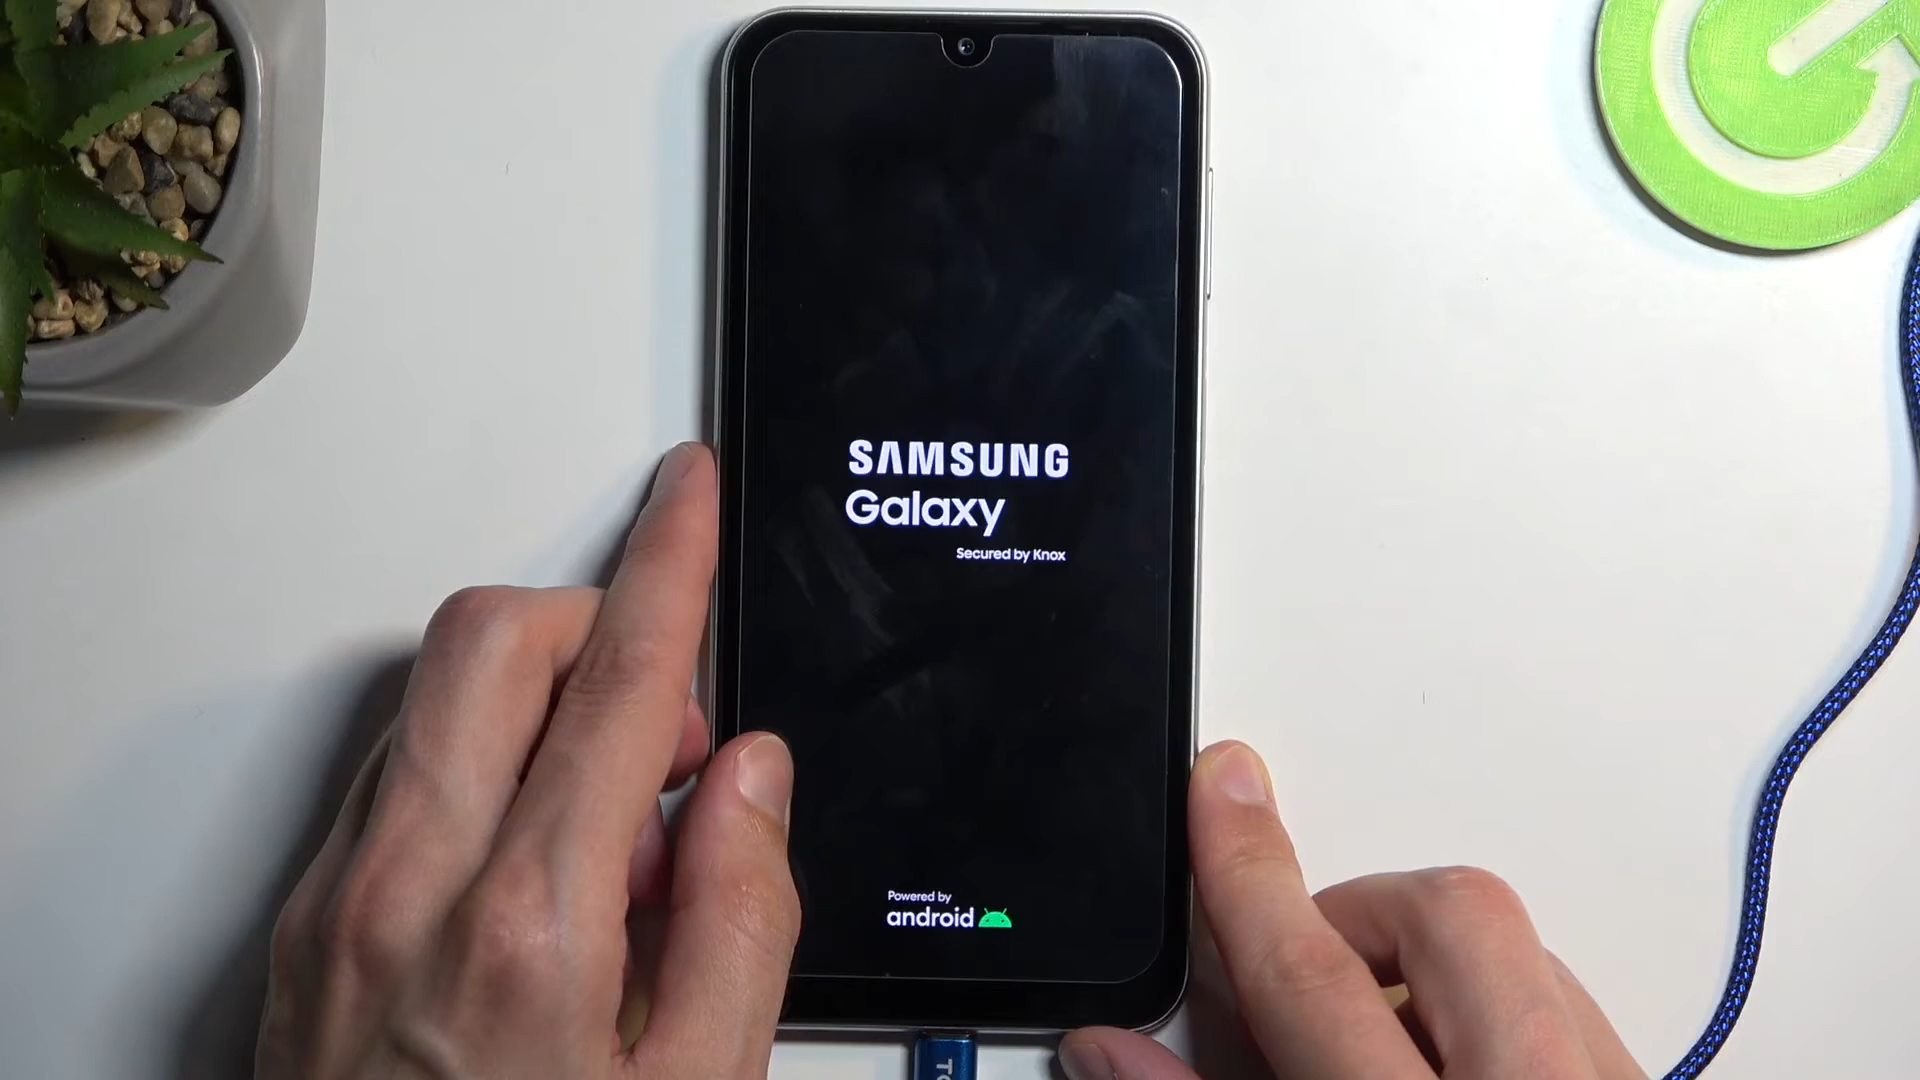 SAMSUNG
Galaxy
Secured by Knox
Powered by
android